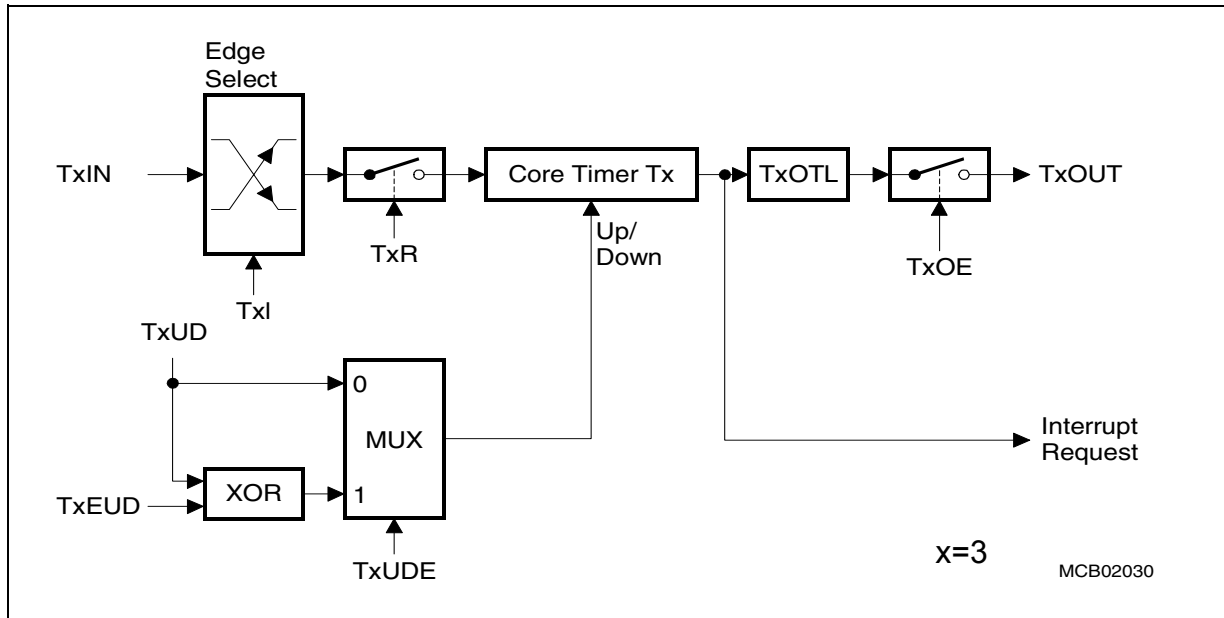 Edge
Select
TxIN
Core Timer Tx
TxOTL
TxOUT
TxR
Up/
Down
TxOE
TxI
TxUD
0
MUX
Interrupt
Request
XOR
1
TxEUD
TxUDE
x=3
MCB02030